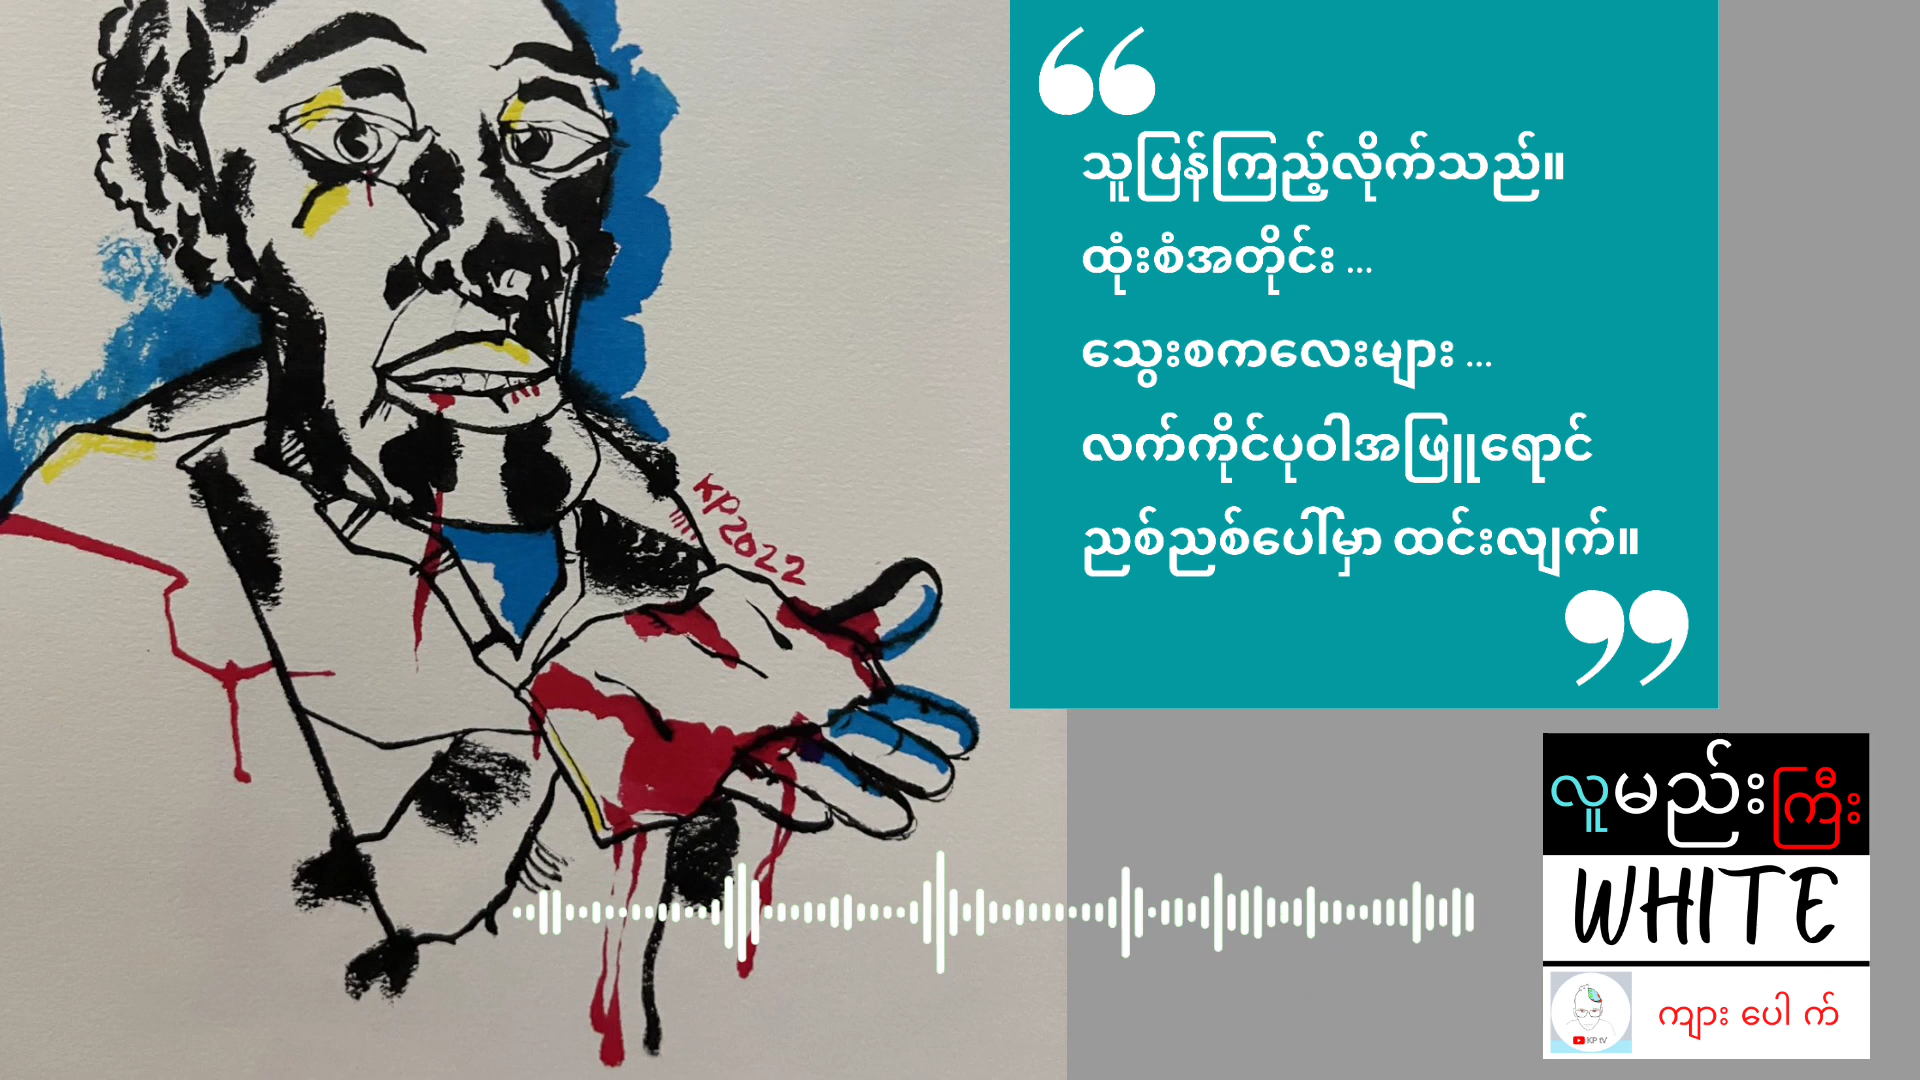 သူပြန်ကြည့်လိုက်သည်။
ထုံးစံအတိုင်း ...
သွေးစကလေးများ ...
လက်ကိုင်ပုဝါအဖြူရောင်
ညစ်ညစ်ပေါ်မှာ ထင်းလျက်။
KP2022
လူမည်းကြီး
WHITE
KP tV
ကျား ပေါ က်